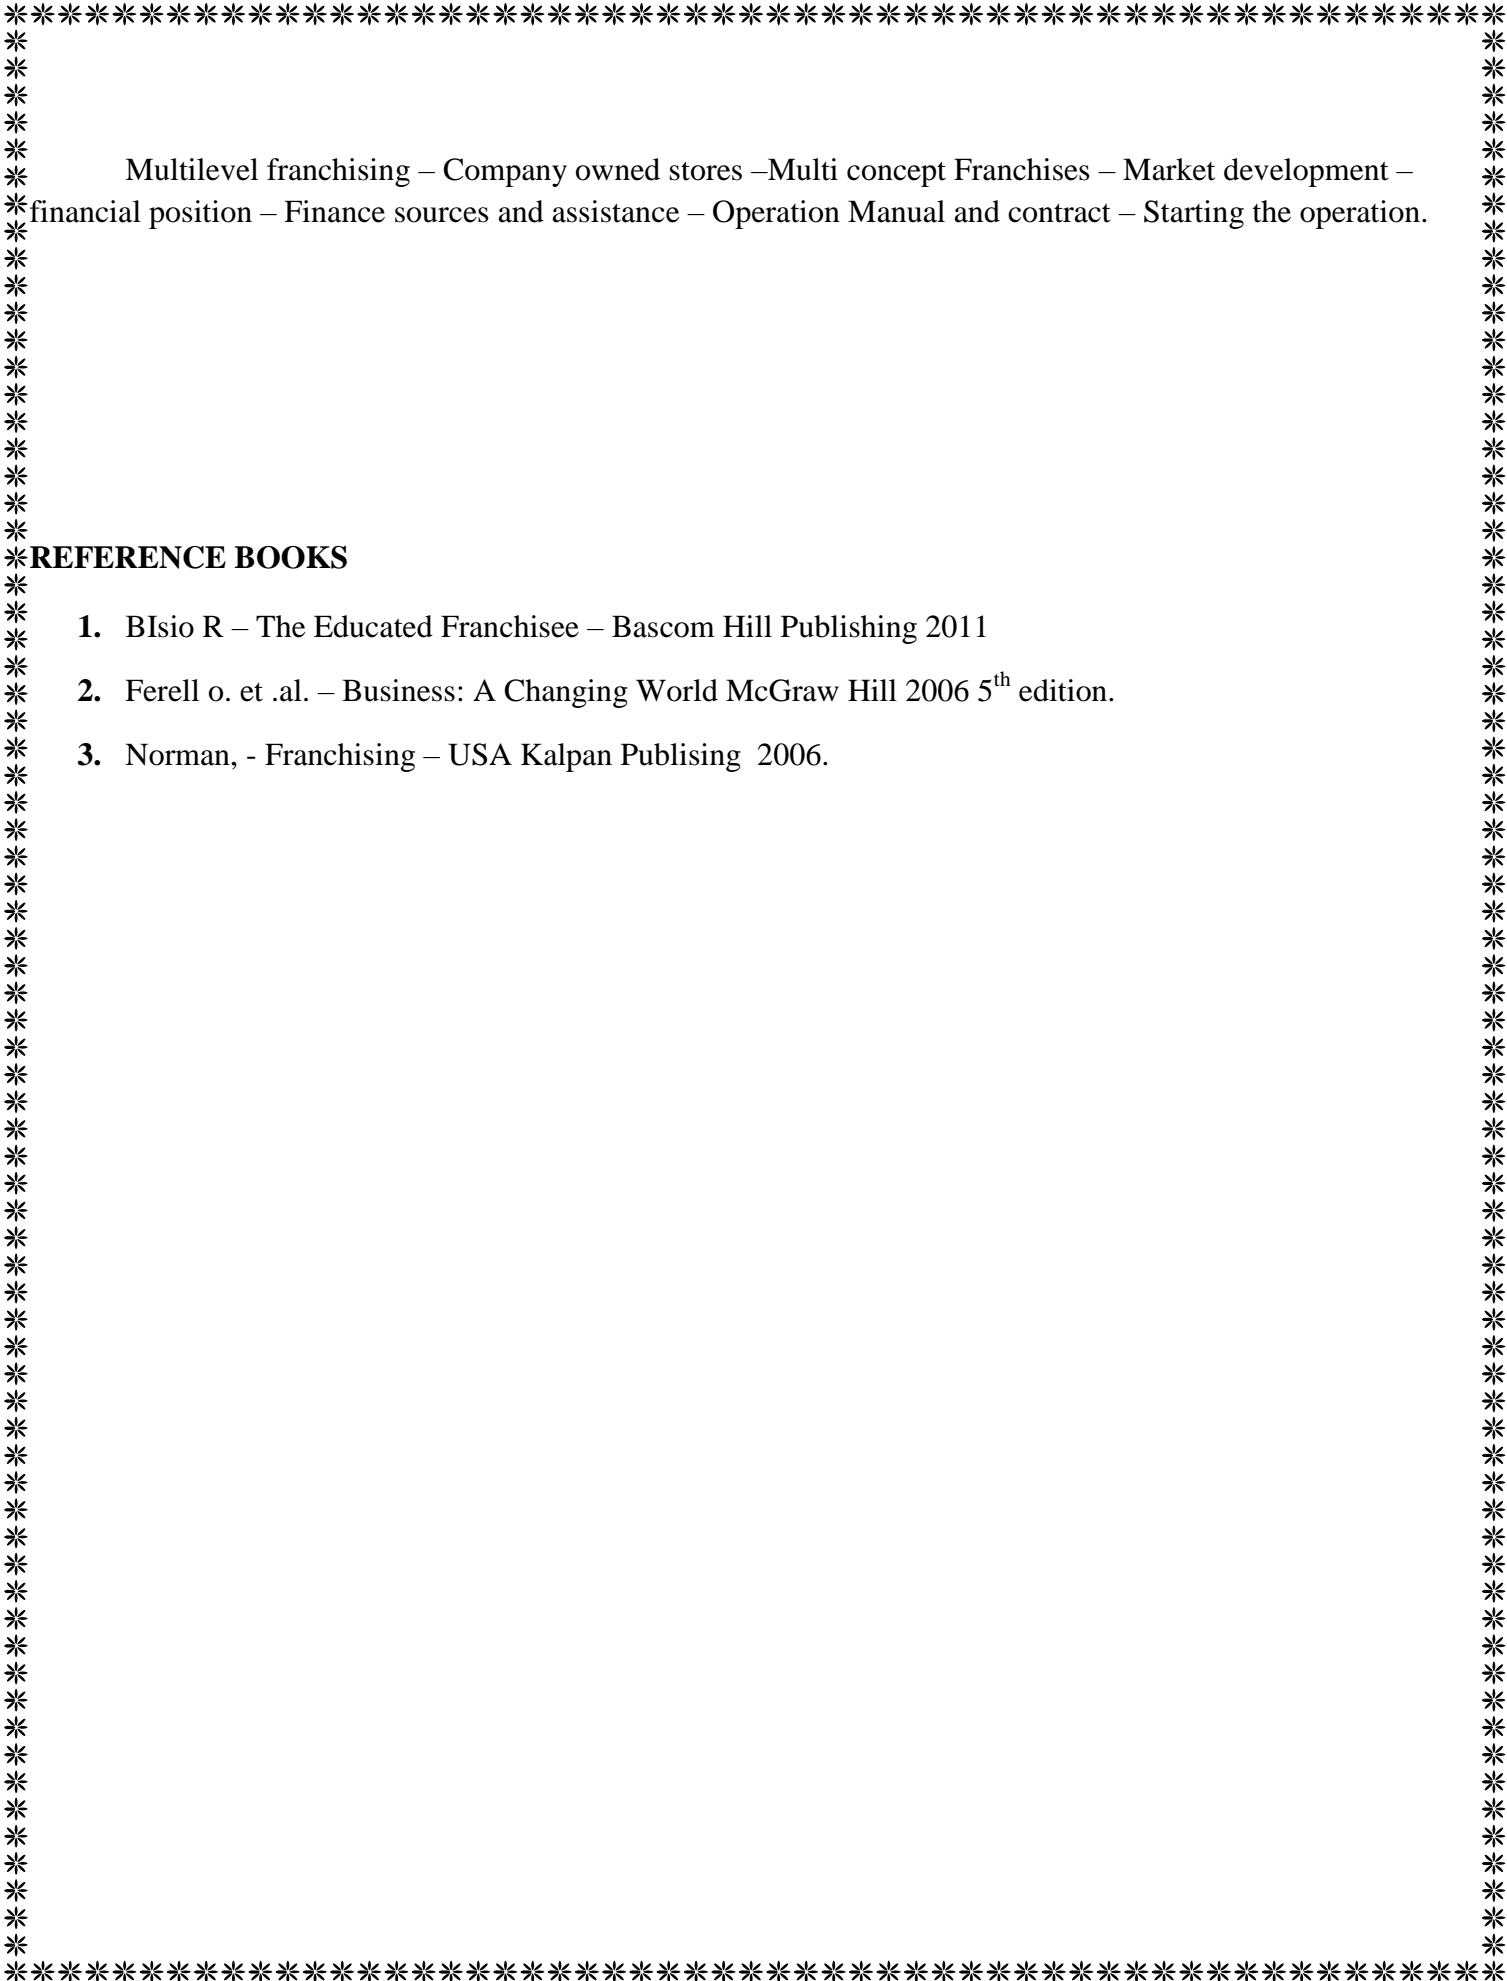 Multilevel franchising – Company owned stores –Multi concept Franchises – Market development –
financial position – Finance sources and assistance – Operation Manual and contract – Starting the operation.
REFERENCE BOOKS
1. BIsio R – The Educated Franchisee – Bascom Hill Publishing 2011
2. Ferell o. et .al. – Business: A Changing World McGraw Hill 2006 5th edition.
3. Norman, - Franchising – USA Kalpan Publising  2006.